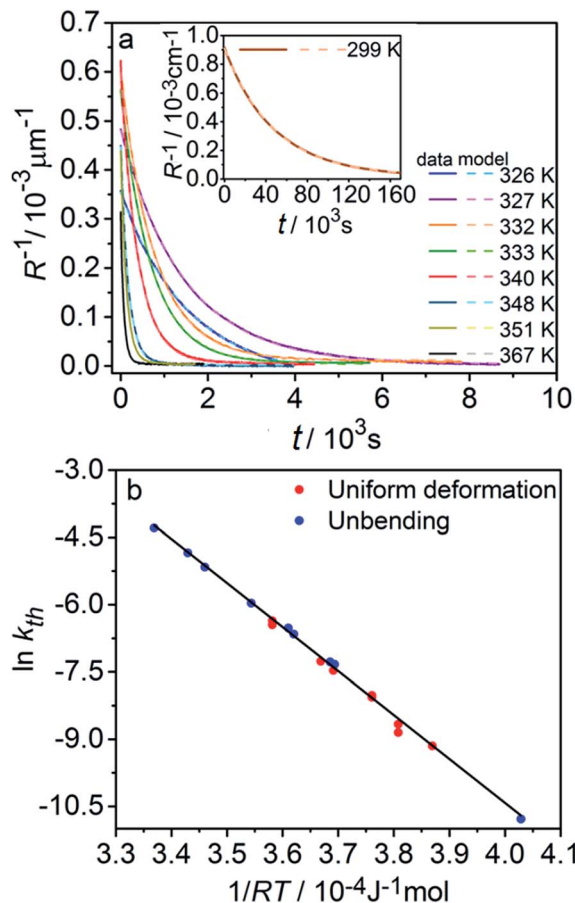 a
0.7
0.6
0.5
0.4
0.3
0.2
0.1
0.0
R⁻¹/ 10⁻³µm⁻¹
0 2 4 6 8 10
t / 10³s
1.0
0.8
0.6
0.4
0.2
0.0
R⁻¹ / 10⁻³cm⁻¹
299 K
0 40 80 120 160
t / 10³s
data model
326 K
327 K
332 K
333 K
340 K
348 K
351 K
367 K
b
-3.0
-4.5
-6.0
-7.5
-9.0
-10.5
ln kₜₕ
Uniform deformation
Unbending
3.3 3.4 3.5 3.6 3.7 3.8 3.9 4.0 4.1
1/RT / 10⁻⁴J⁻¹mol